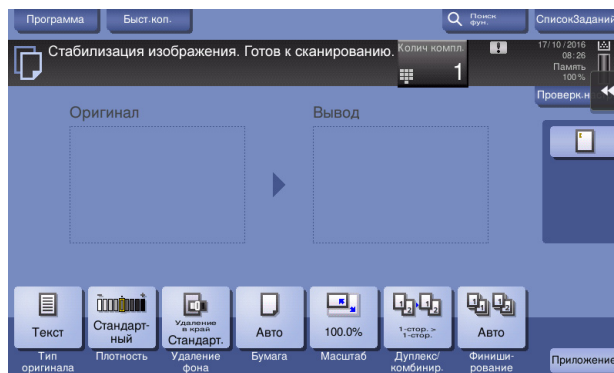 Программа
Быст.коп.
Поиск
фун.
СписокЗаданий
Стабилизация изображения. Готов к сканированию.
Колич компл.
1
17/10/2016
08:26
Память
100%
Проверк.н
Оригинал
Вывод
Текст
Стандарт-
ный
Удаление
в край
Стандарт.
Авто
100.0%
1-стор. >
1-стор.
Авто
Тип
оригинала
Плотность
Удаление
фона
Бумага
Масштаб
Дуплекс/
комбинир.
Финиши-
рование
Приложение